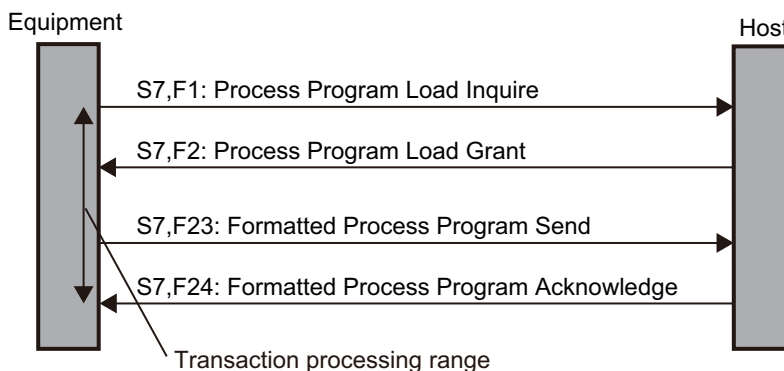 Equipment
Host
S7,F1: Process Program Load Inquire
S7,F2: Process Program Load Grant
S7,F23: Formatted Process Program Send
S7,F24: Formatted Process Program Acknowledge
Transaction processing range